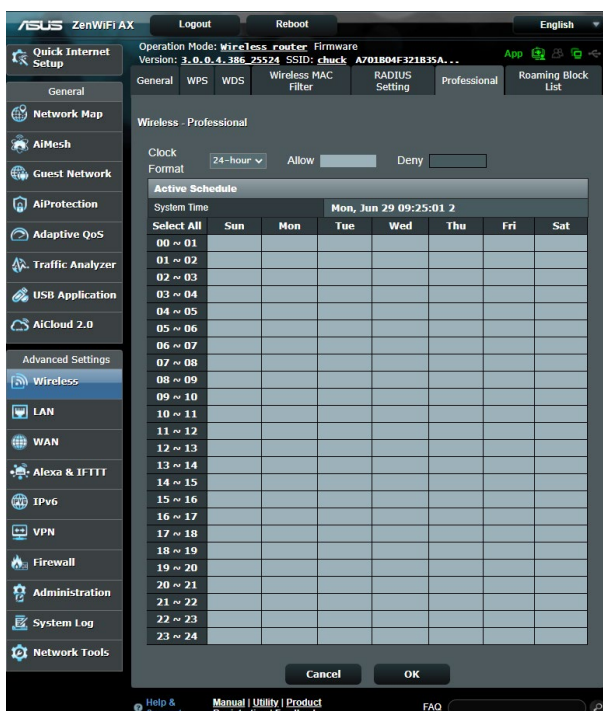 ASUS ZenWiFi AX Logout Reboot English
Quick Internet Setup
General
Network Map
AiMesh
Guest Network
AiProtection
Adaptive QoS
Traffic Analyzer
USB Application
AiCloud 2.0
Advanced Settings
Wireless
LAN
WAN
Alexa & IFTTT
IPv6
VPN
Firewall
Administration
System Log
Network Tools
Operation Mode: Wireless router Firmware
Version: 3.0.0.4.386_25524 SSID: chuck A701B04F321B35A...
App
General WPS WDS Wireless MAC Filter RADIUS Setting Professional Roaming Block List
Wireless - Professional
Clock Format 24-hour Allow Deny
Active Schedule
System Time Mon, Jun 29 09:25:01 2
Select All Sun Mon Tue Wed Thu Fri Sat
00 ~ 01
01 ~ 02
02 ~ 03
03 ~ 04
04 ~ 05
05 ~ 06
06 ~ 07
07 ~ 08
08 ~ 09
09 ~ 10
10 ~ 11
11 ~ 12
12 ~ 13
13 ~ 14
14 ~ 15
15 ~ 16
16 ~ 17
17 ~ 18
18 ~ 19
19 ~ 20
20 ~ 21
21 ~ 22
22 ~ 23
23 ~ 24
Cancel OK
Help & Manual | Utility | Product FAQ